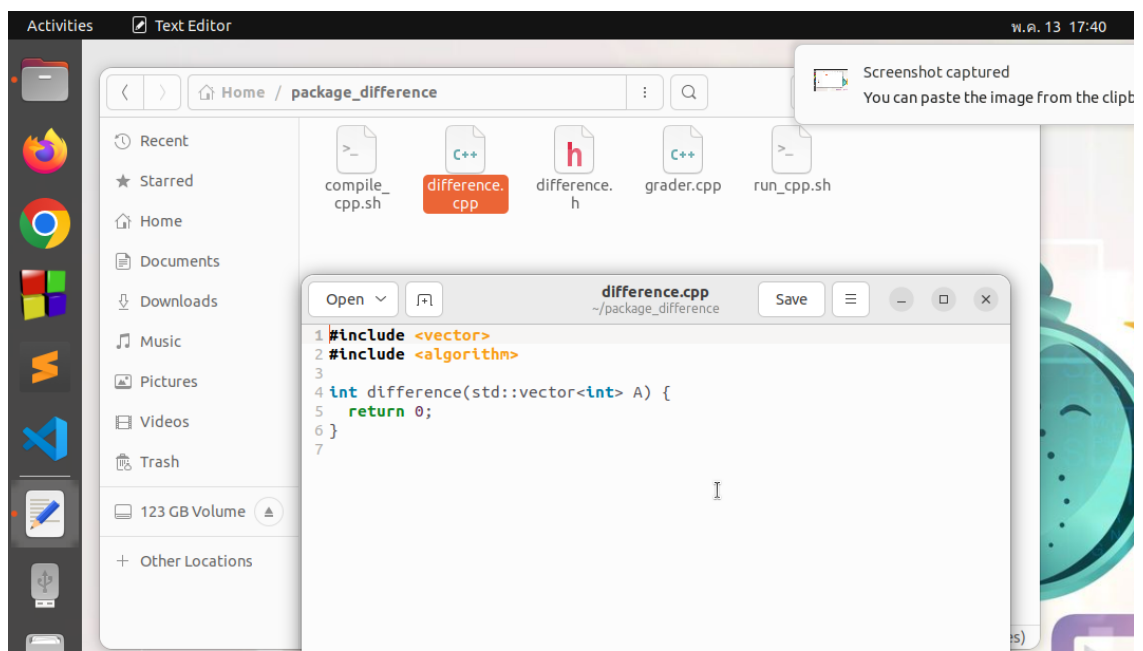 Activities Text Editor พ.ค. 13 17:40
Screenshot captured
You can paste the image from the clipb
Home / package_difference
Recent
Starred
Home
Documents
Downloads
Music
Pictures
Videos
Trash
123 GB Volume
+ Other Locations
compile_
cpp.sh
difference.
cpp
difference.
h
grader.cpp
run_cpp.sh
>_
C++
h
C++
>_
Open
difference.cpp
~/package_difference
Save
1 #include <vector>
2 #include <algorithm>
3
4 int difference(std::vector<int> A) {
5   return 0;
6 }
7
es)